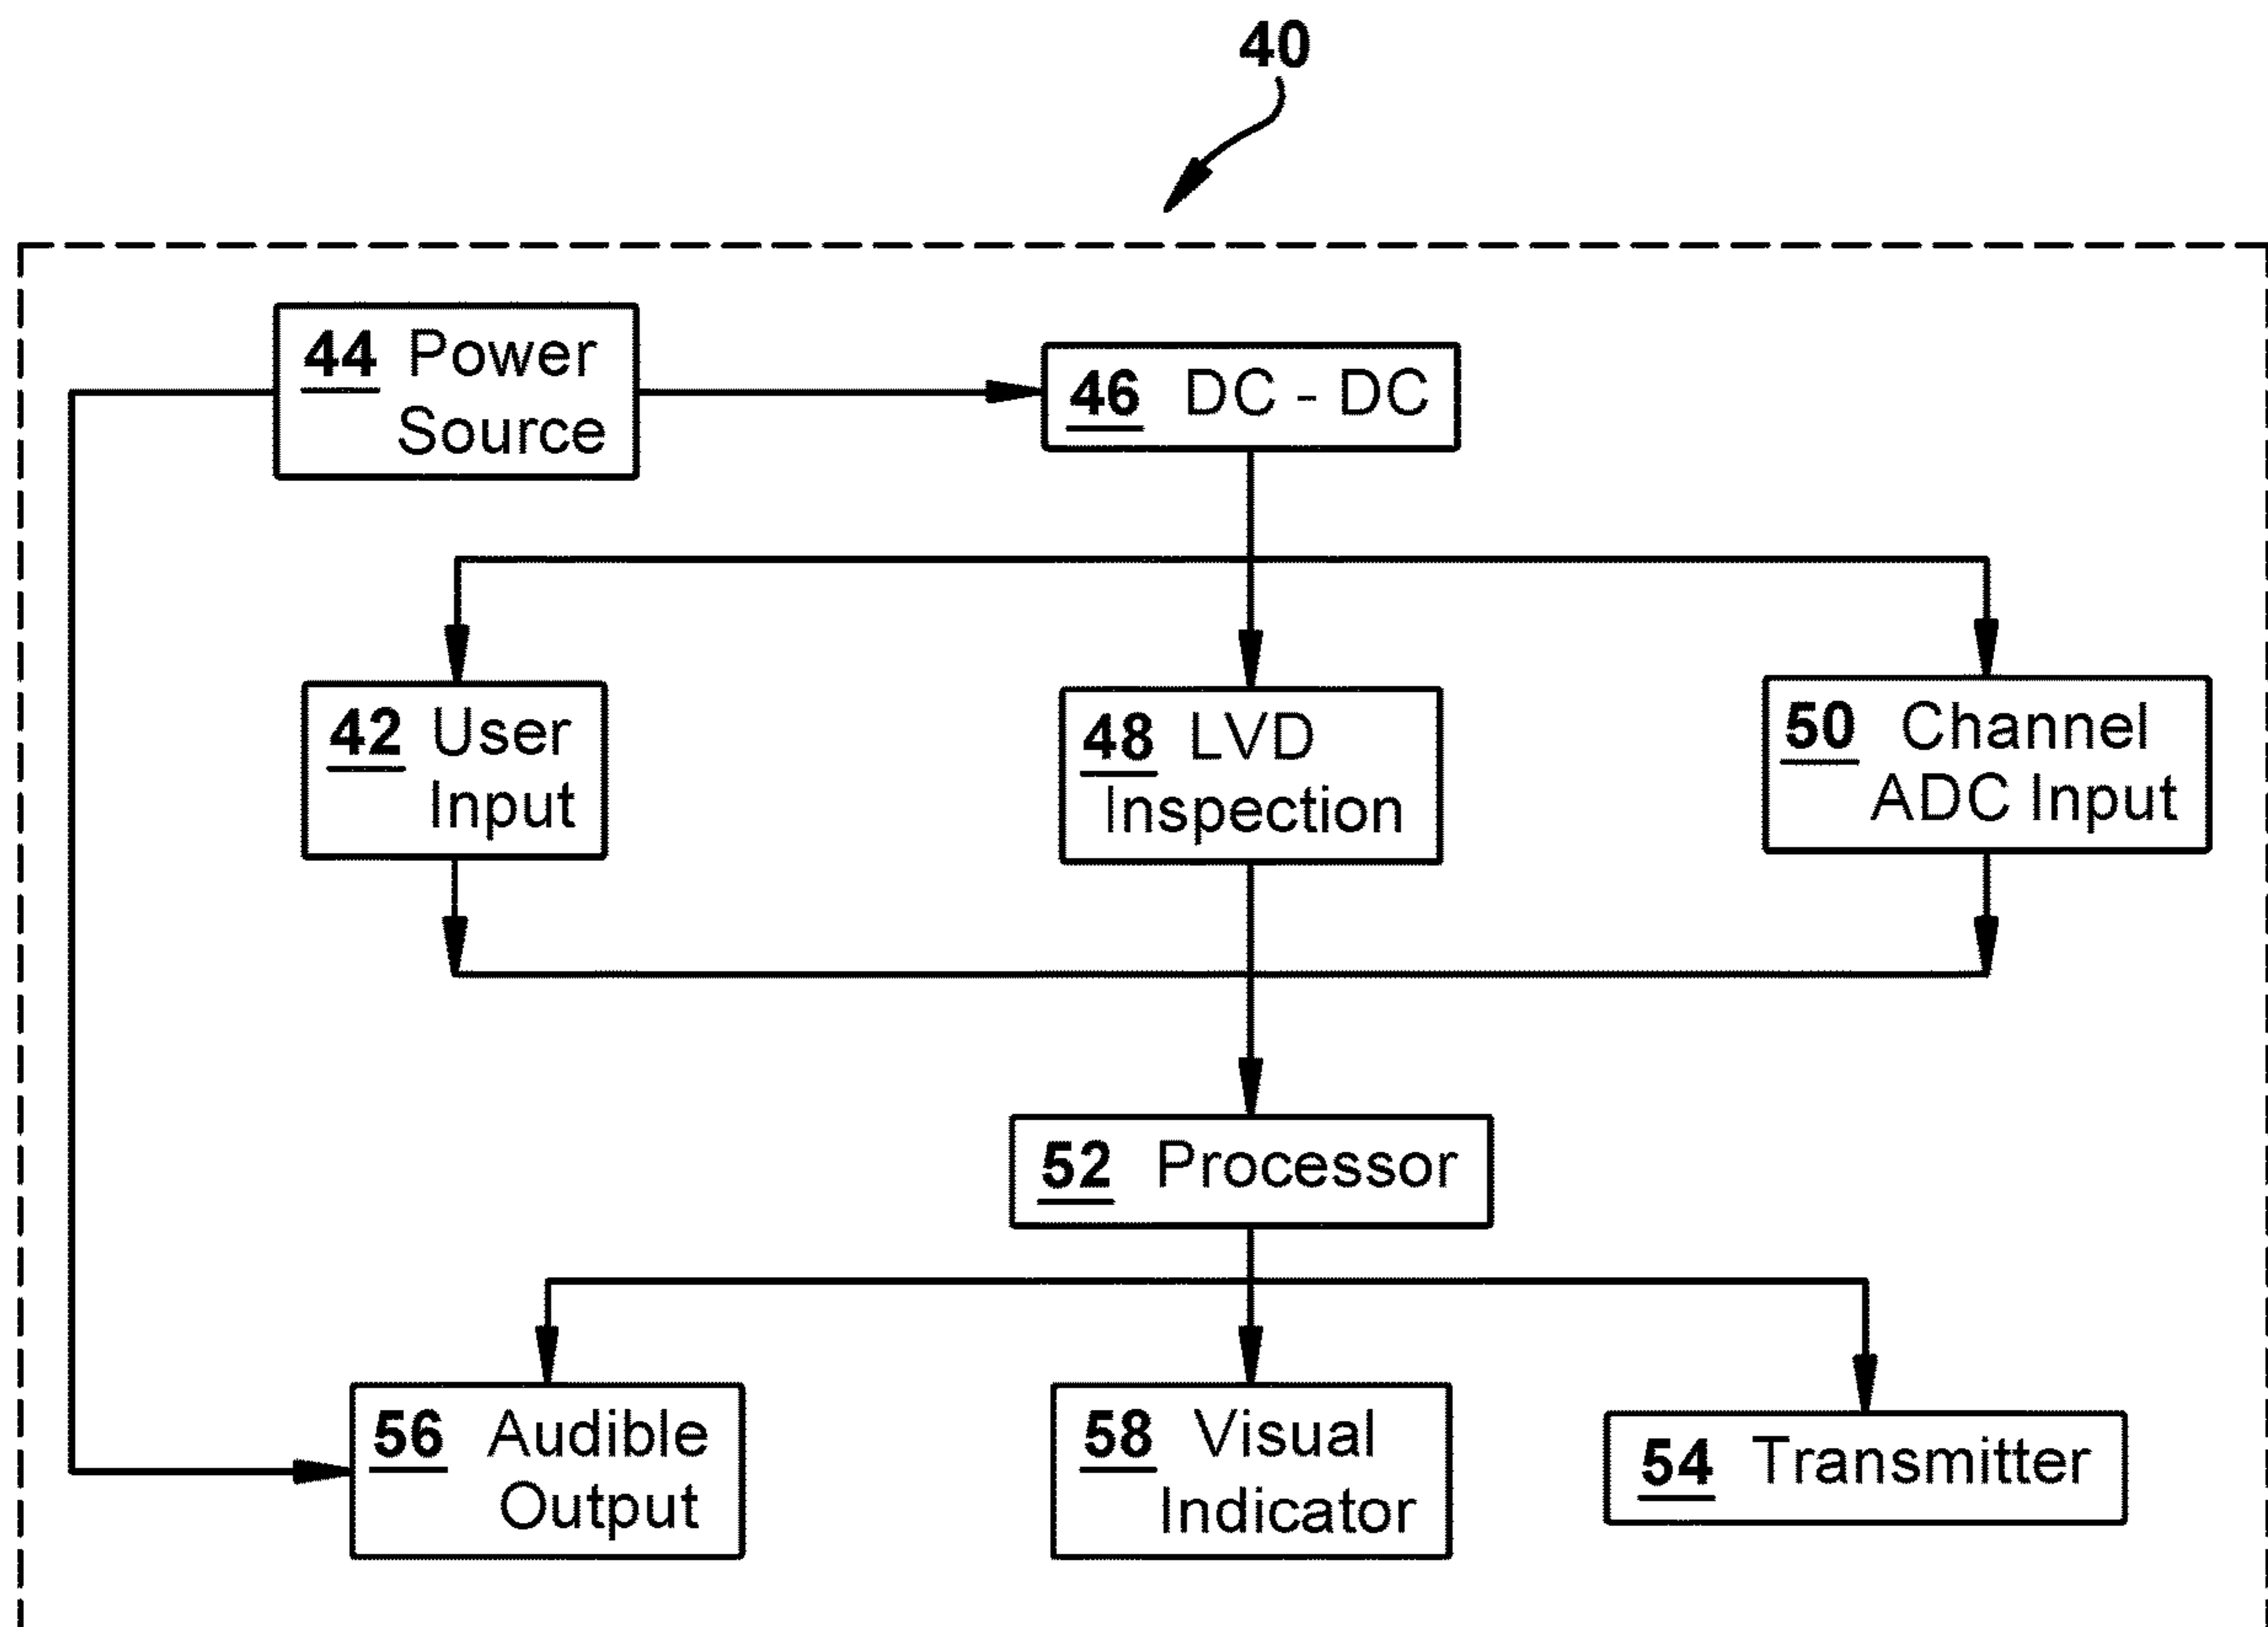 40
44 Power
Source
46 DC - DC
42 User
Input
48 LVD
Inspection
50 Channel
ADC Input
52 Processor
56 Audible
Output
58 Visual
Indicator
54 Transmitter